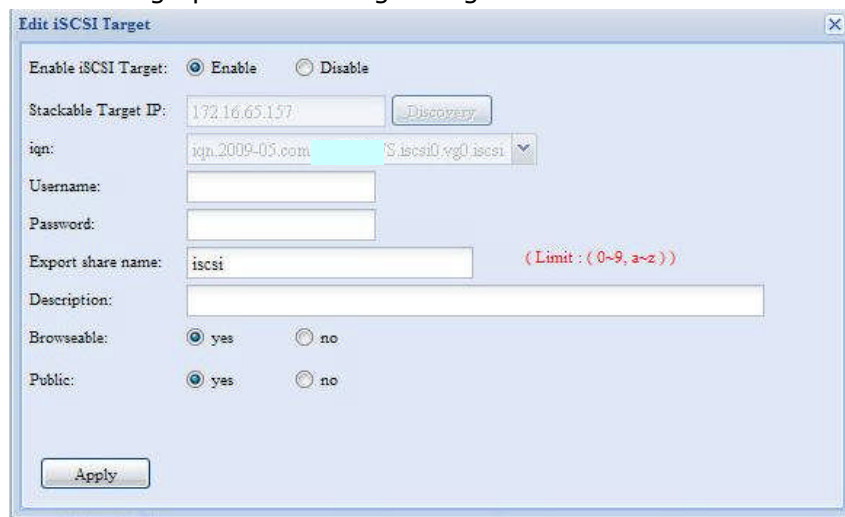 Edit iSCSI Target
Enable iSCSI Target: Enable Disable
Stackable Target IP: 172.16.65.157 Discovery
iqn: iqn.2009-05.com S.iscsi0.vg0.iscsi
Username:
Password:
Export share name: iscsi ( Limit : ( 0~9, a~z ) )
Description:
Browseable: yes no
Public: yes no
Apply